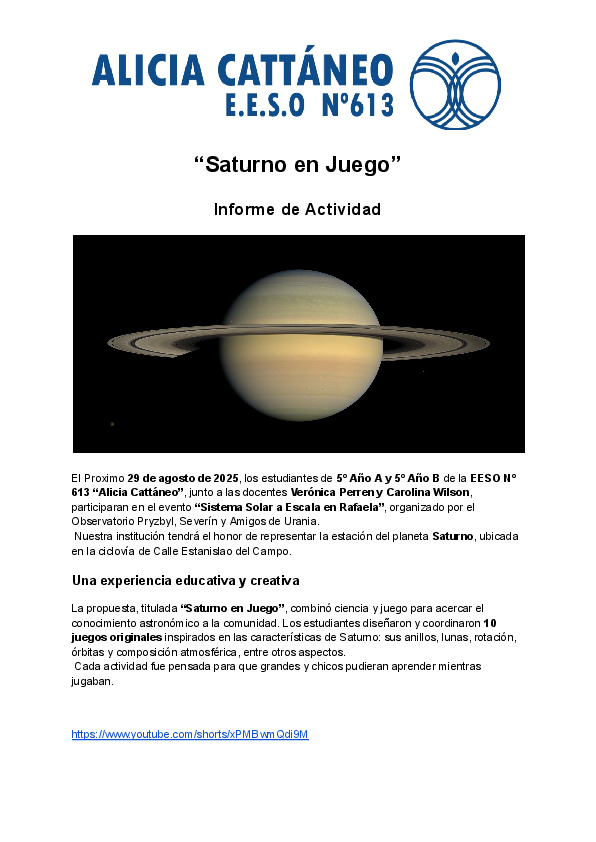 ALICIA CATTÁNEO
E.E.S.O Nº613
“Saturno en Juego”
Informe de Actividad
El Proximo 29 de agosto de 2025, los estudiantes de 5º Año A y 5º Año B de la EESO Nº
613 “Alicia Cattáneo”, junto a las docentes Verónica Perren y Carolina Wilson,
participaran en el evento “Sistema Solar a Escala en Rafaela”, organizado por el
Observatorio Pryzbyl, Severín y Amigos de Urania.
Nuestra institución tendrá el honor de representar la estación del planeta Saturno, ubicada
en la ciclovía de Calle Estanislao del Campo.
Una experiencia educativa y creativa
La propuesta, titulada “Saturno en Juego”, combinó ciencia y juego para acercar el
conocimiento astronómico a la comunidad. Los estudiantes diseñaron y coordinaron 10
juegos originales inspirados en las características de Saturno: sus anillos, lunas, rotación,
órbitas y composición atmosférica, entre otros aspectos.
Cada actividad fue pensada para que grandes y chicos pudieran aprender mientras
jugaban.
https://www.youtube.com/shorts/xPMBwmQdi9M